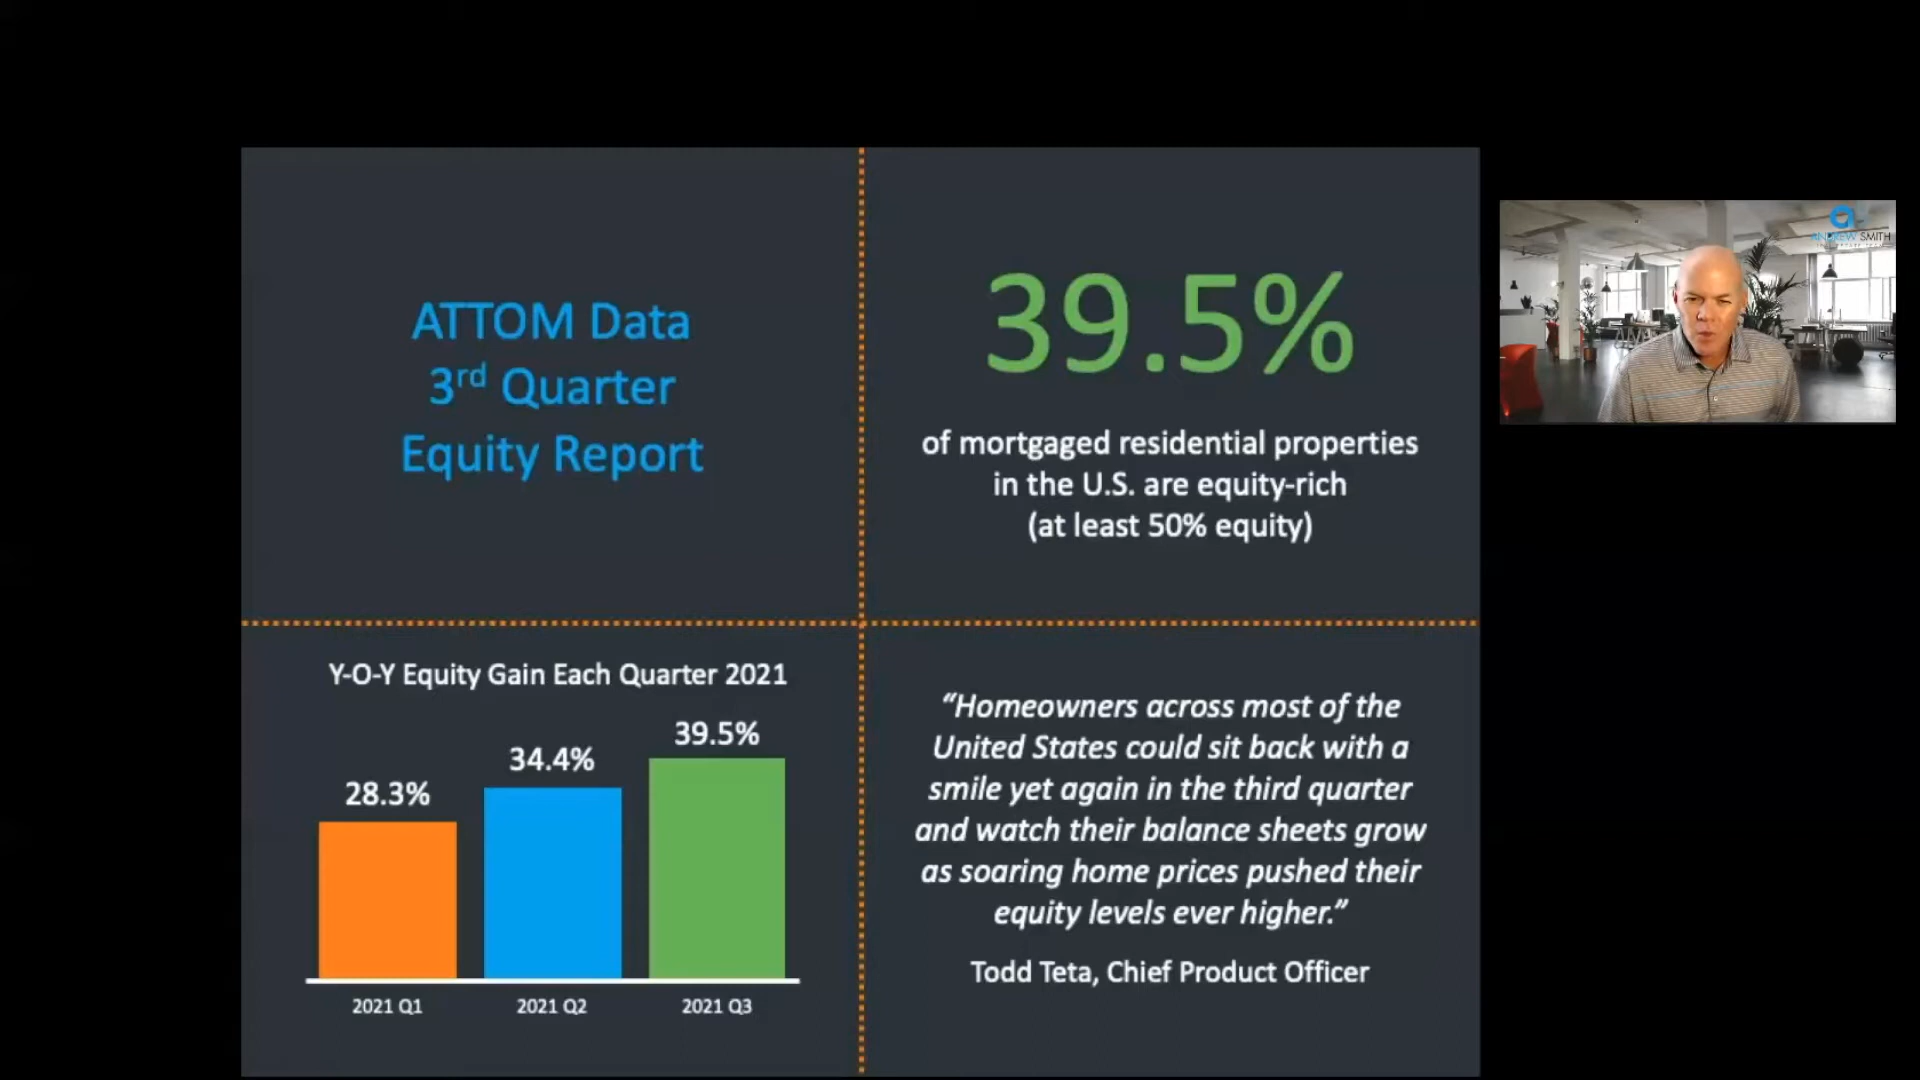 ATTOM Data
3rd Quarter
Equity Report
39.5%
of mortgaged residential properties
in the U.S. are equity-rich
(at least 50% equity)
Y-O-Y Equity Gain Each Quarter 2021
28.3%
34.4%
39.5%
2021 Q1
2021 Q2
2021 Q3
“Homeowners across most of the
United States could sit back with a
smile yet again in the third quarter
and watch their balance sheets grow
as soaring home prices pushed their
equity levels ever higher.”
Todd Teta, Chief Product Officer
ANDREW SMITH